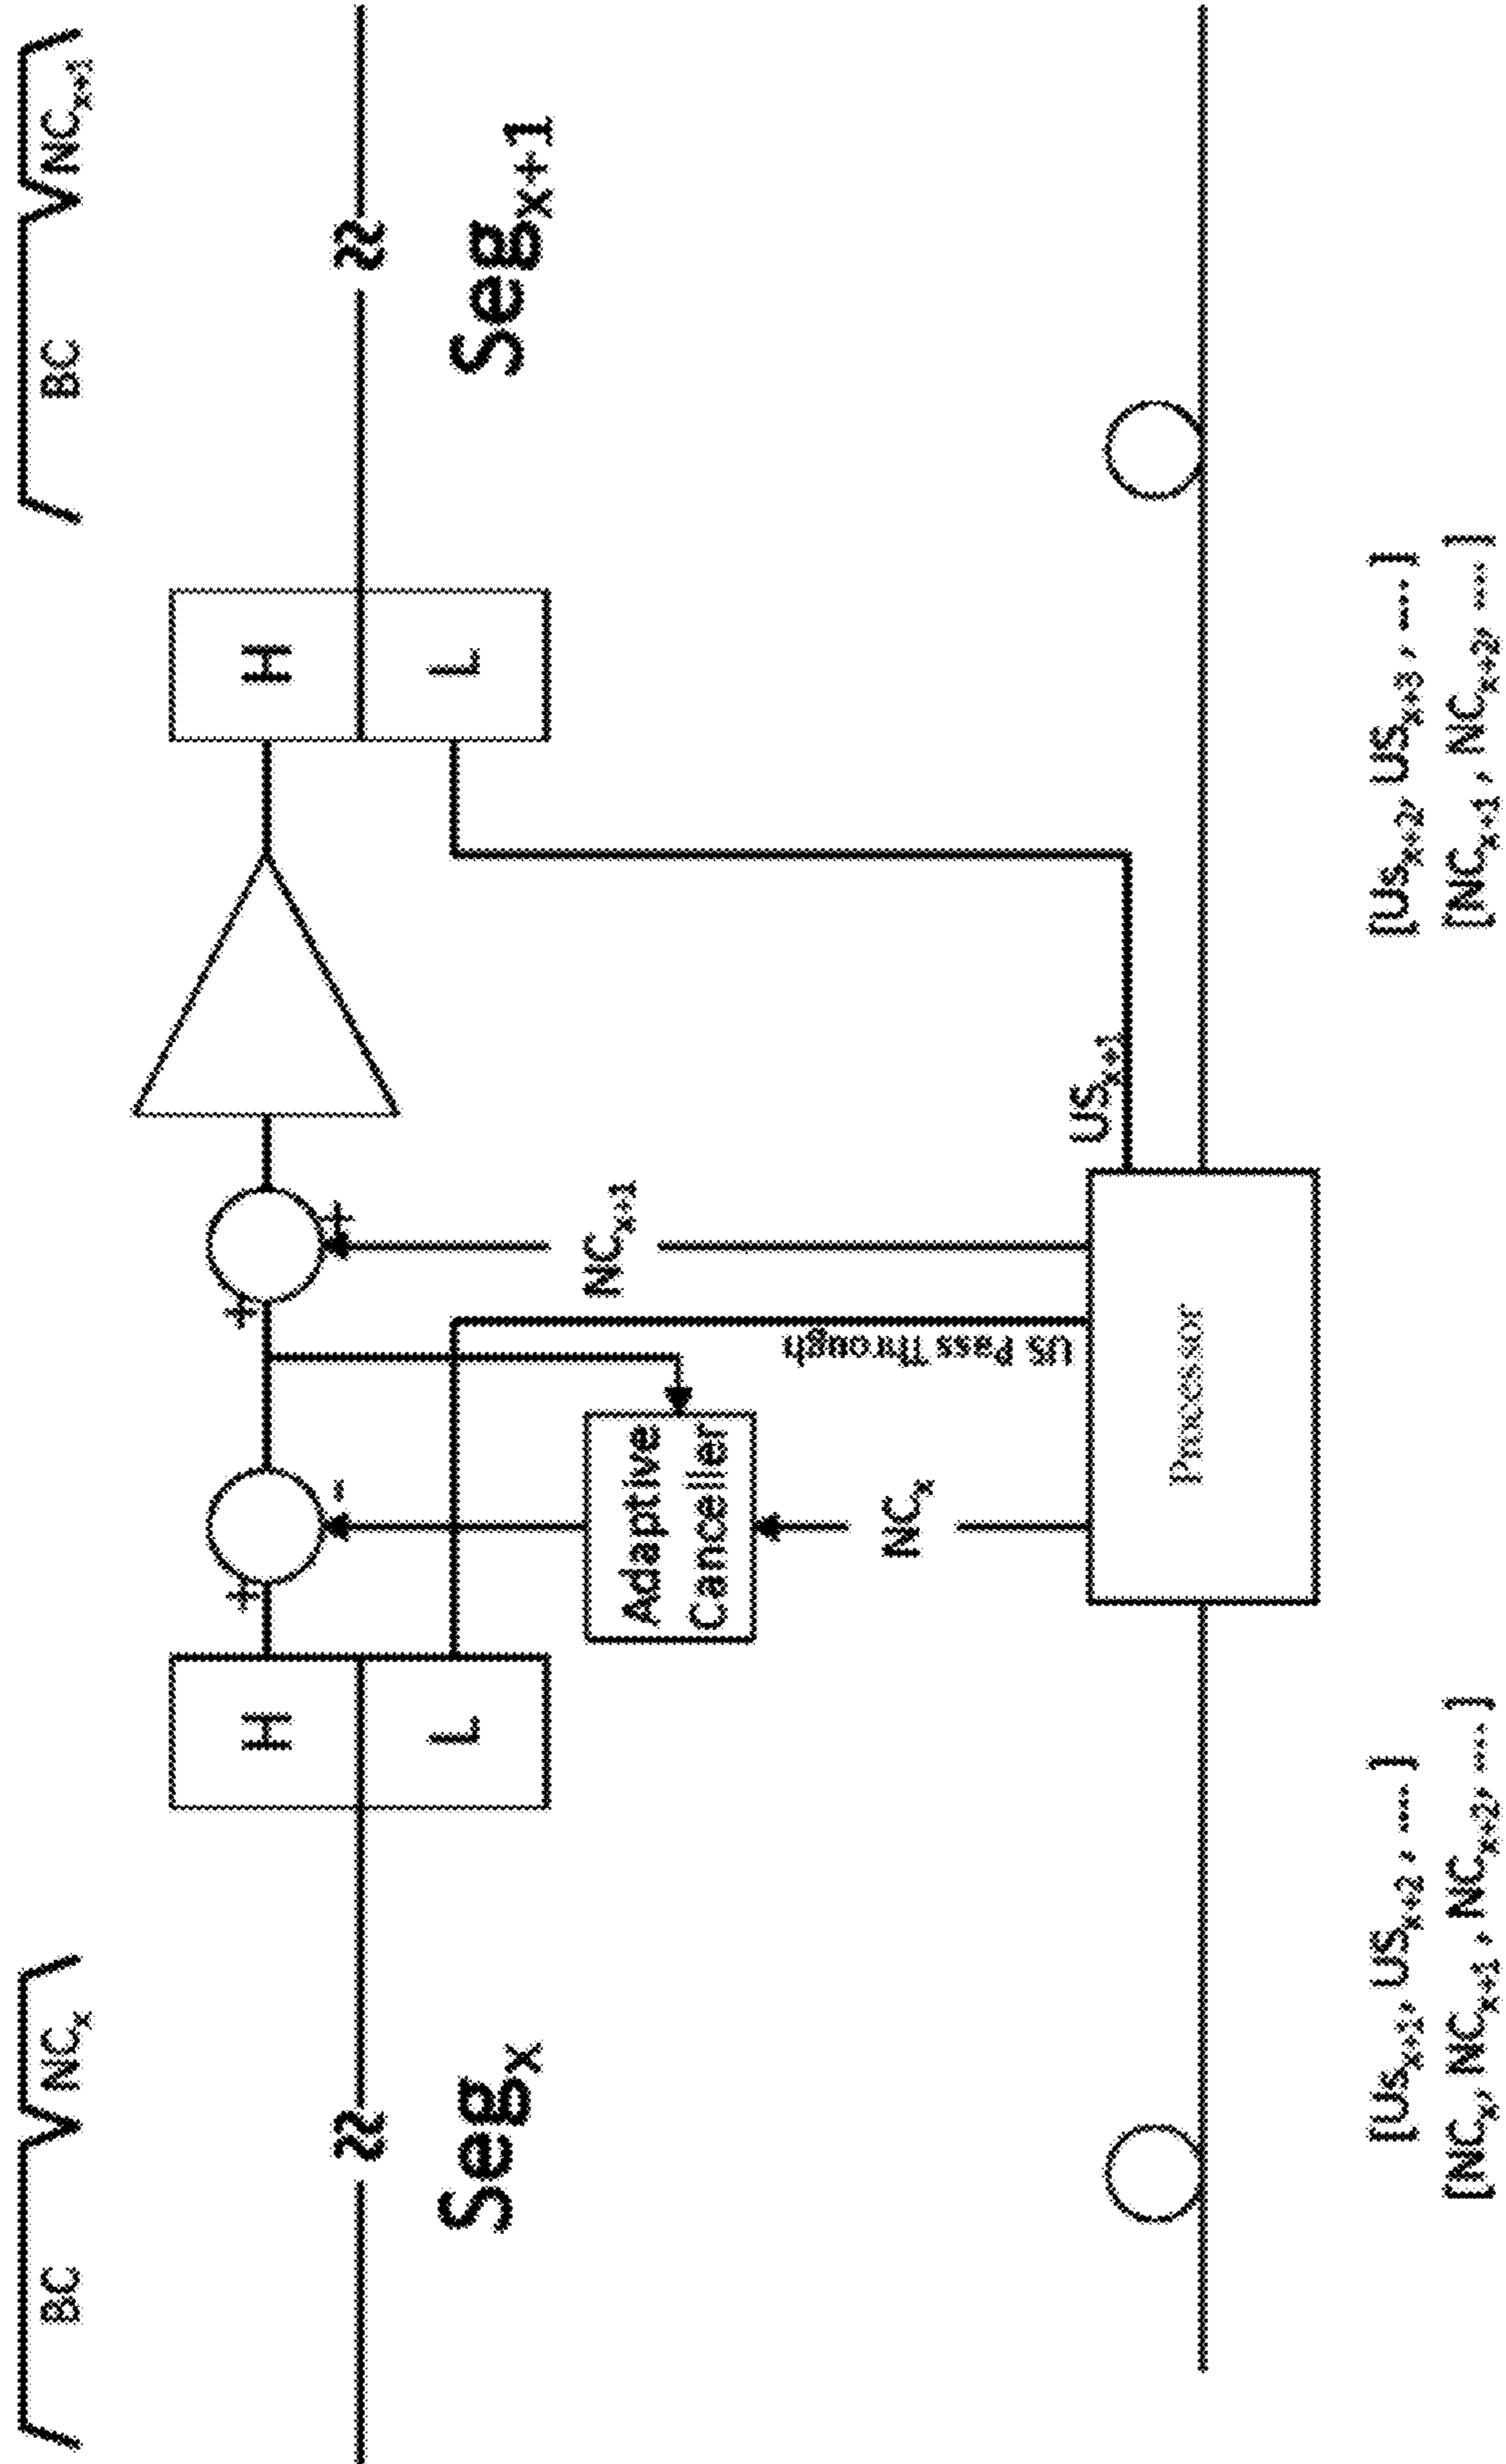 BC NCₓ
BC NCₓ₊₁
H
H
L
L
+
-
+
+
Segₓ
Segₓ₊₁
Adaptive
Canceller
NCₓ₊₁
US Pass Through
NCₓ
USₓ₊₁
Processor
[Usₓ₊₁, USₓ₊₂ , ---- ]
[NCₓ, NCₓ₊₁ , NCₓ₊₂, ---- ]
[Usₓ₊₂, USₓ₊₃ , ---- ]
[NCₓ₊₁ , NCₓ₊₂, ---- ]